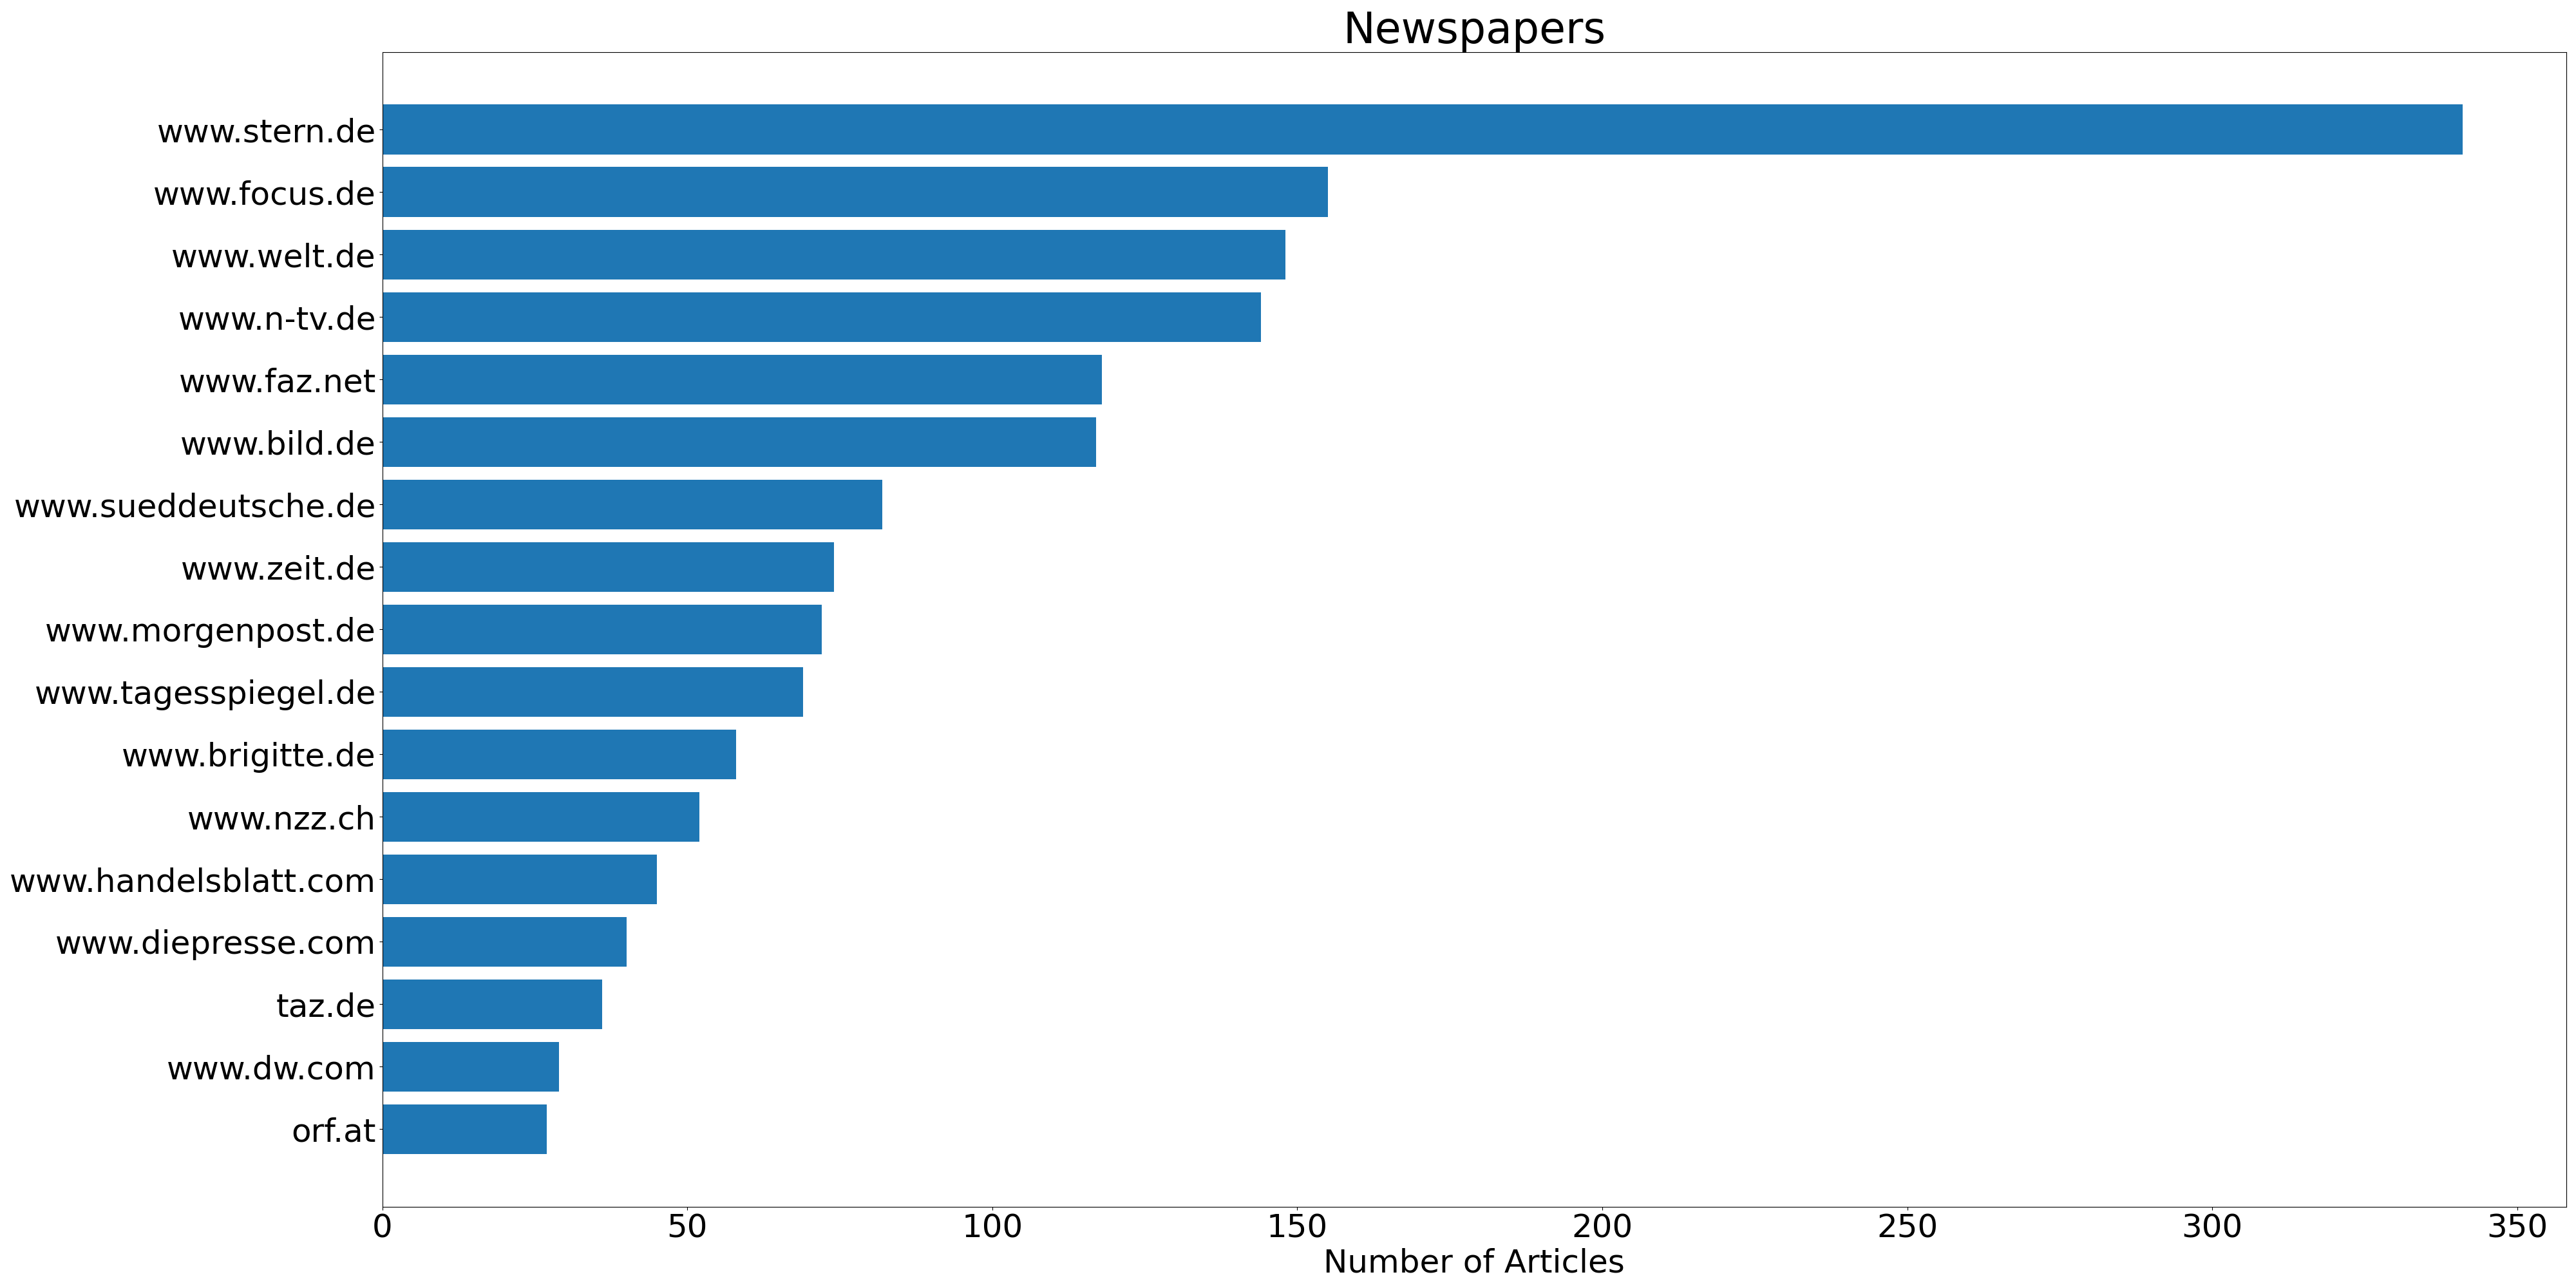 Newspapers
www.stern.de
www.focus.de
www.welt.de
www.n-tv.de
www.faz.net
www.bild.de
www.sueddeutsche.de
www.zeit.de
www.morgenpost.de
www.tagesspiegel.de
www.brigitte.de
www.nzz.ch
www.handelsblatt.com
www.diepresse.com
taz.de
www.dw.com
orf.at
0 50 100 150 200 250 300 350
Number of Articles